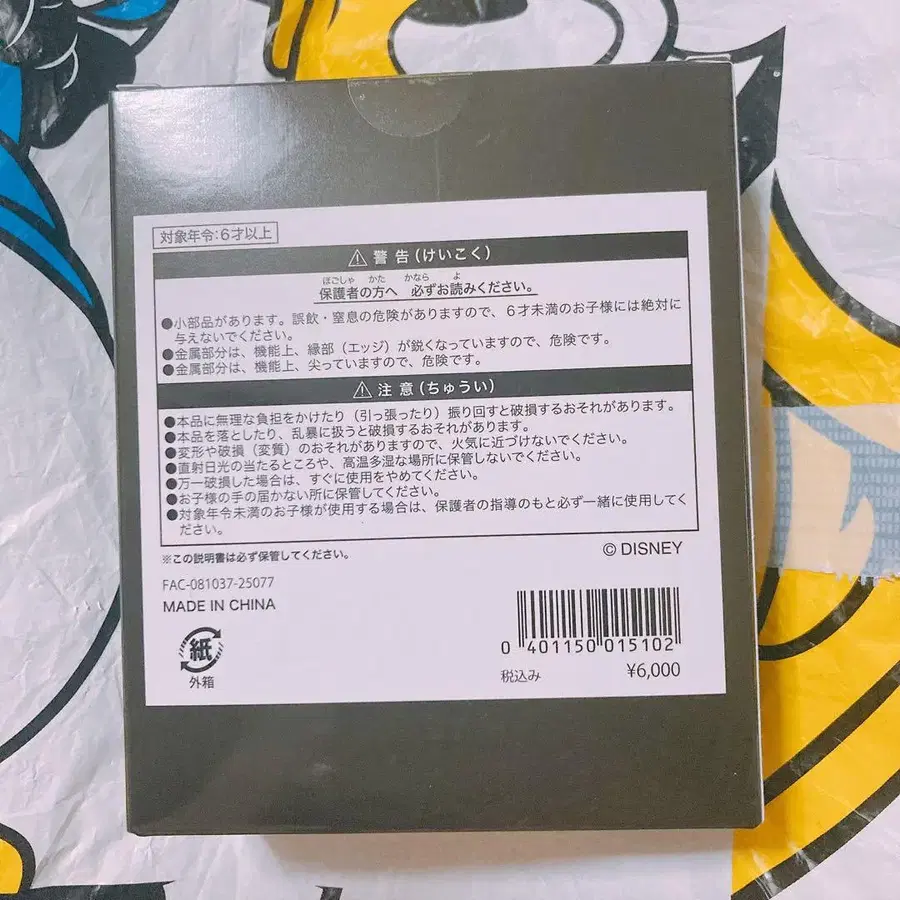 対象年令:6才以上
⚠警告(けいこく)
ほごしゃ かた かなら よ
保護者の方へ 必ずお読みください。
●小部品があります。誤飲・窒息の危険がありますので、6才未満のお子様には絶対に
与えないでください。
●金属部分は、機能上、縁部(エッジ)が鋭くなっていますので、危険です。
●金属部分は、機能上、尖っていますので、危険です。
⚠注意(ちゅうい)
●本品に無理な負担をかけたり(引っ張ったり)振り回すと破損するおそれがあります。
●本品を落としたり、乱暴に扱うと破損するおそれがあります。
●変形や破損(変質)のおそれがありますので、火気に近づけないでください。
●直射日光の当たるところや、高温多湿な場所に保管しないでください。
●万一破損した場合は、すぐに使用をやめてください。
●お子様の手の届かない所に保管してください。
●対象年令未満のお子様が使用する場合は、保護者の指導のもと必ず一緒に使用してく
ださい。
※この説明書は必ず保管してください。
© DISNEY
FAC-081037-25077
MADE IN CHINA
紙
外箱
0 401150 015102
税込み ¥6,000